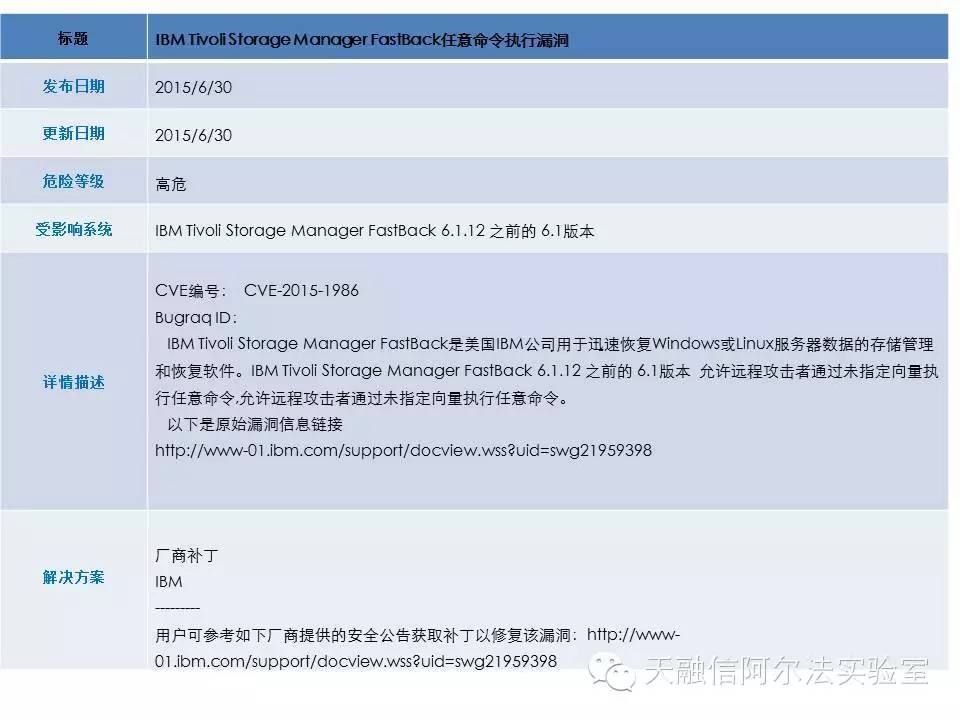 标题
IBM Tivoli Storage Manager FastBack任意命令执行漏洞
发布日期
2015/6/30
更新日期
2015/6/30
危险等级
高危
受影响系统
IBM Tivoli Storage Manager FastBack 6.1.12 之前的 6.1版本
详情描述
CVE编号： CVE-2015-1986
Bugraq ID：
IBM Tivoli Storage Manager FastBack是美国IBM公司用于迅速恢复Windows或Linux服务器数据的存储管理
和恢复软件。IBM Tivoli Storage Manager FastBack 6.1.12 之前的 6.1版本 允许远程攻击者通过未指定向量执
行任意命令,允许远程攻击者通过未指定向量执行任意命令。
以下是原始漏洞信息链接
http://www-01.ibm.com/support/docview.wss?uid=swg21959398
解决方案
厂商补丁
IBM
---------
用户可参考如下厂商提供的安全公告获取补丁以修复该漏洞：http://www-
01.ibm.com/support/docview.wss?uid=swg21959398
天融信阿尔法实验室